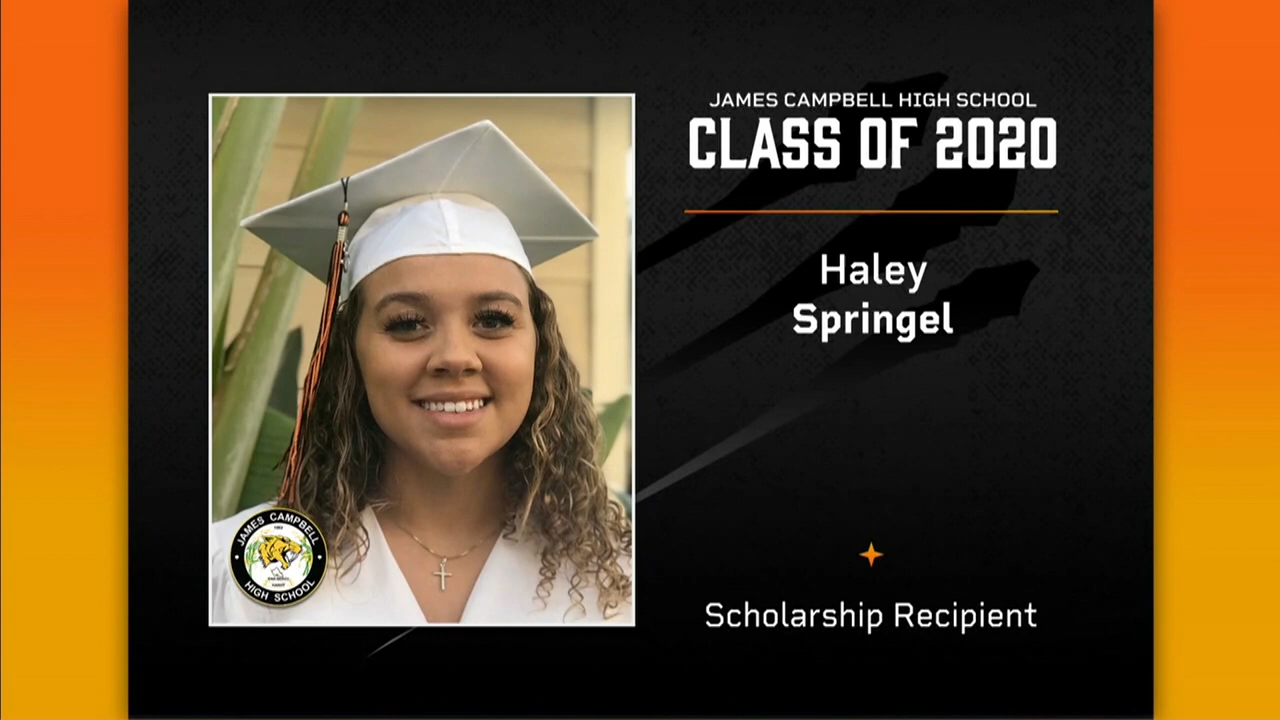 JAMES CAMPBELL HIGH SCHOOL
CLASS OF 2020
Haley
Springel
Scholarship Recipient
JAMES CAMPBELL
HIGH SCHOOL